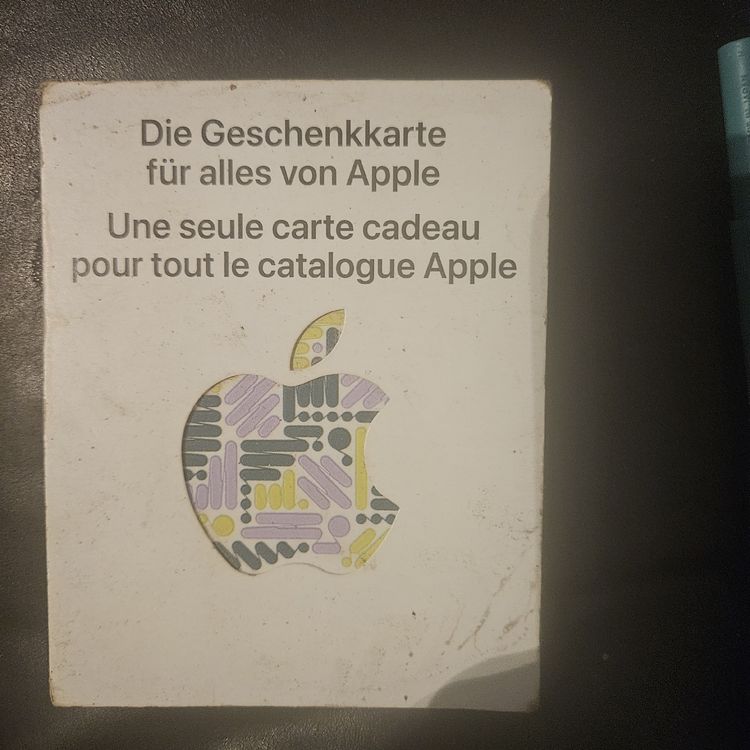 Die Geschenkkarte
für alles von Apple
Une seule carte cadeau
pour tout le catalogue Apple